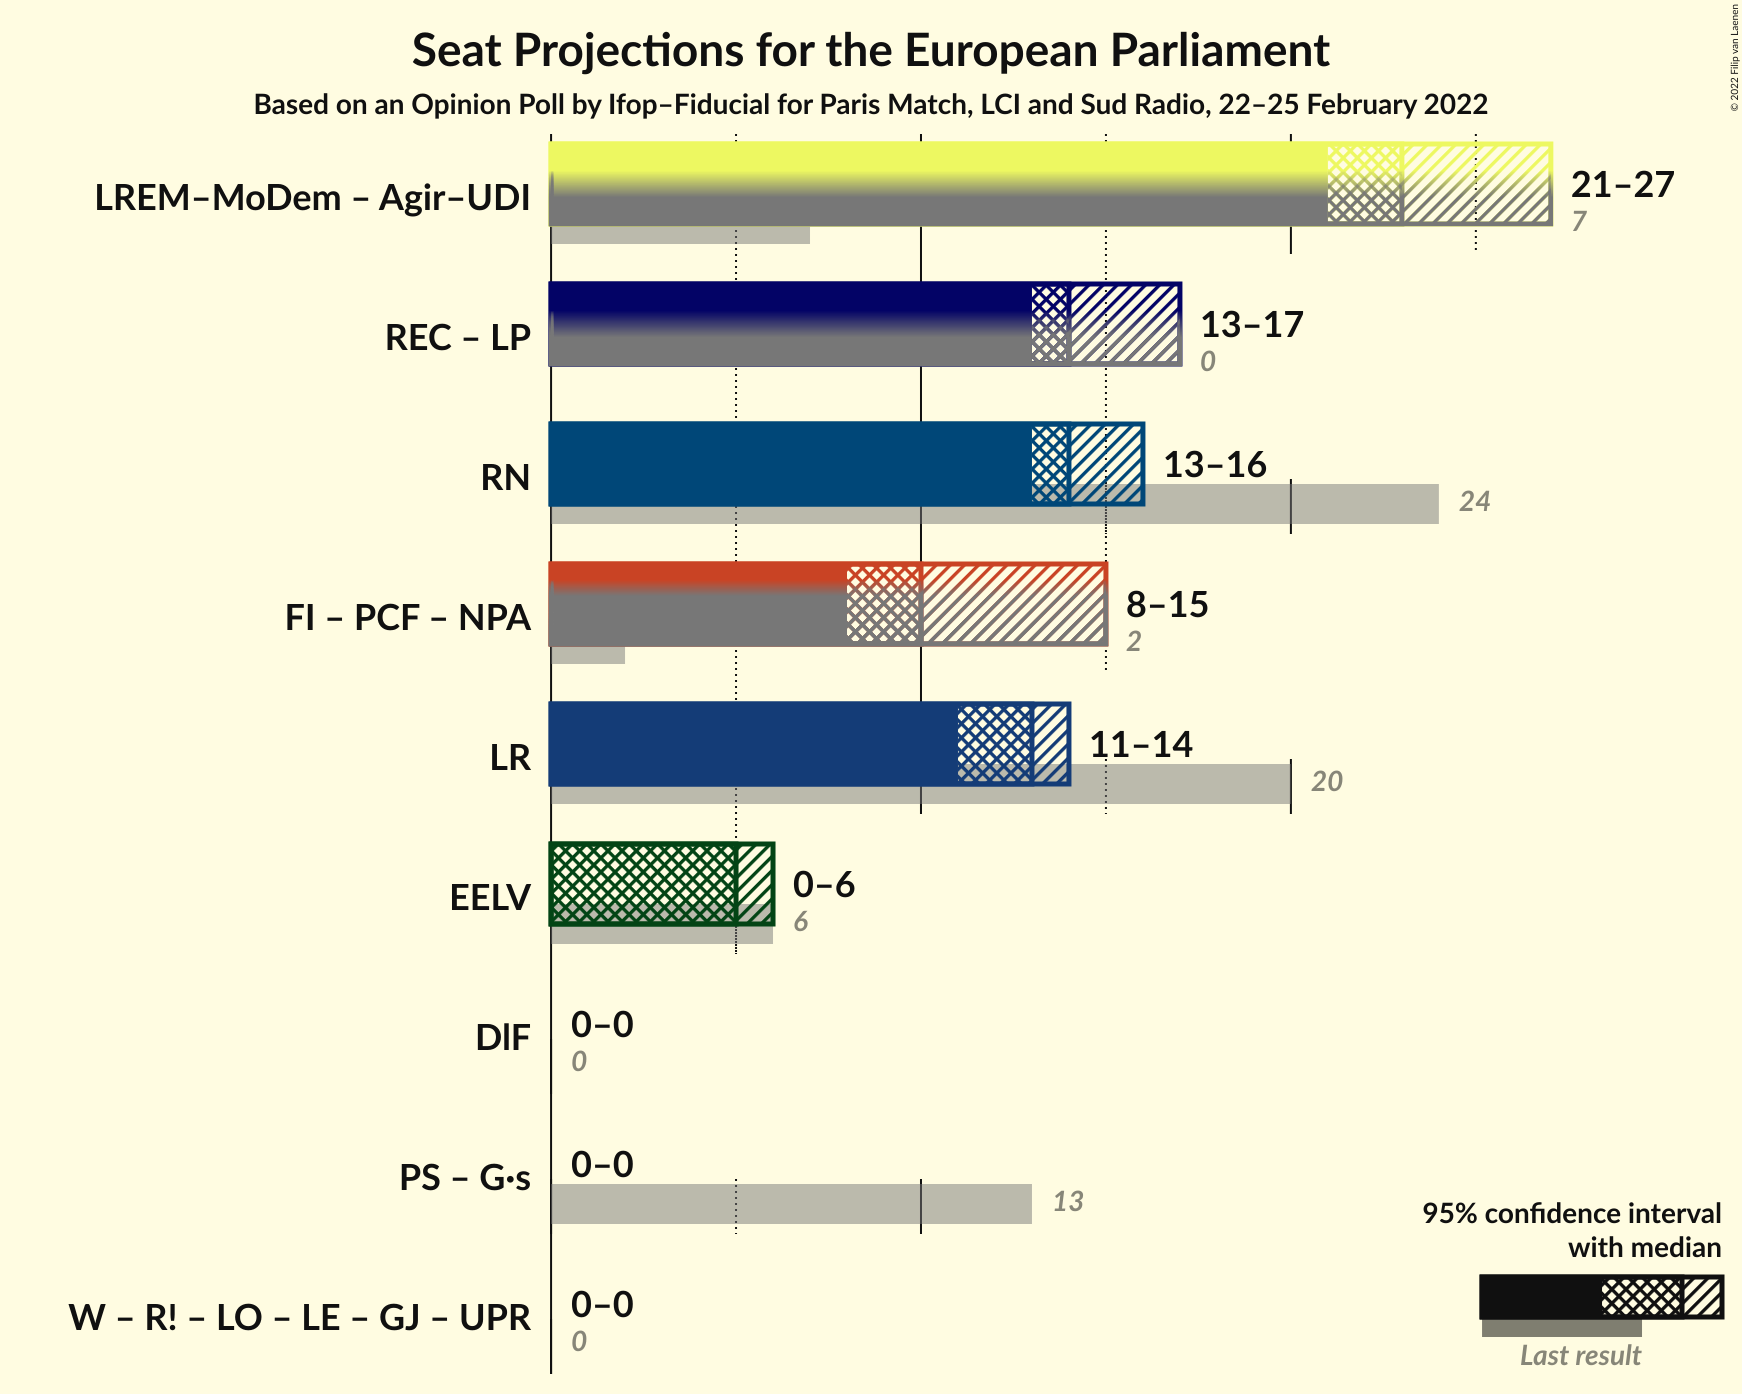 Seat Projections for the European Parliament
Based on an Opinion Poll by Ifop–Fiducial for Paris Match, LCI and Sud Radio, 22–25 February 2022
© 2022 Filip van Laenen
LREM–MoDem – Agir–UDI
21–27
7
REC – LP
13–17
0
RN
13–16
24
FI – PCF – NPA
8–15
2
LR
11–14
20
EELV
0–6
6
DlF
0–0
0
PS – G·s
0–0
13
W – R! – LO – LE – GJ – UPR
0–0
0
95% confidence interval
with median
Last result